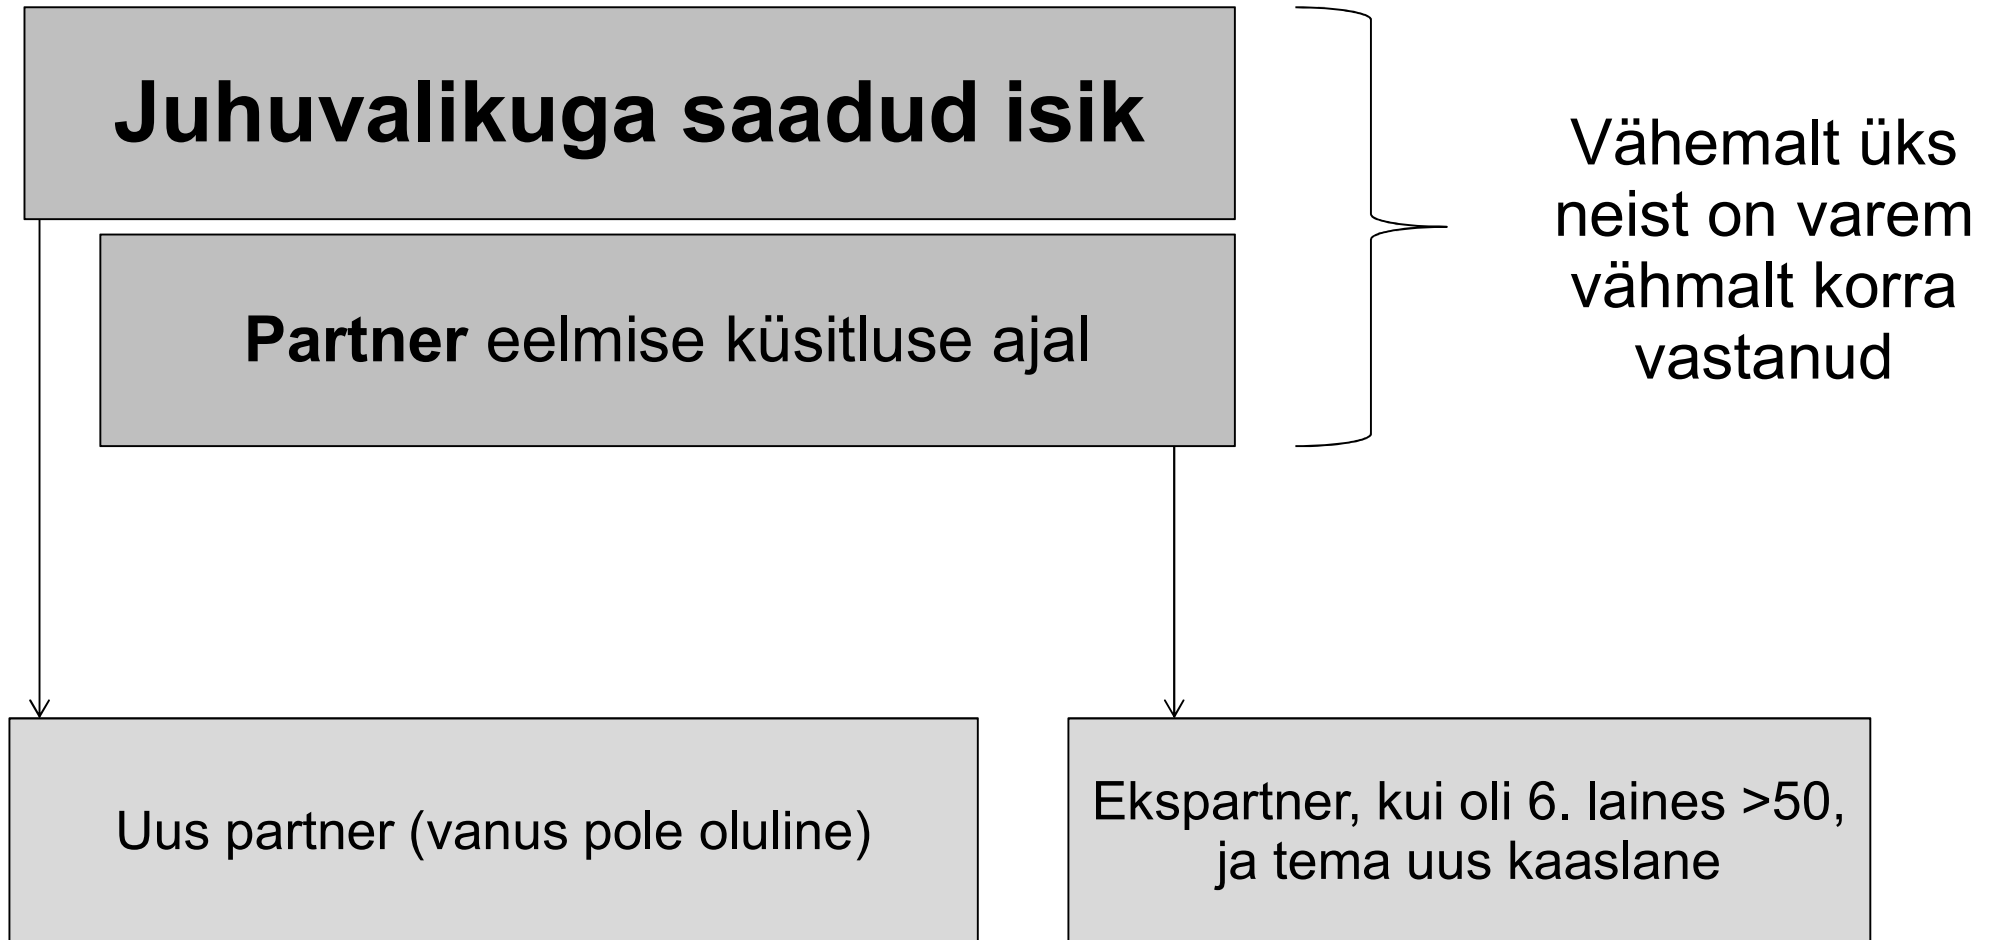 Juhuvalikuga saadud isik
Partner eelmise küsitluse ajal
Vähemalt üks
neist on varem
vähmalt korra
vastanud
Uus partner (vanus pole oluline)
Ekspartner, kui oli 6. laines >50,
ja tema uus kaaslane